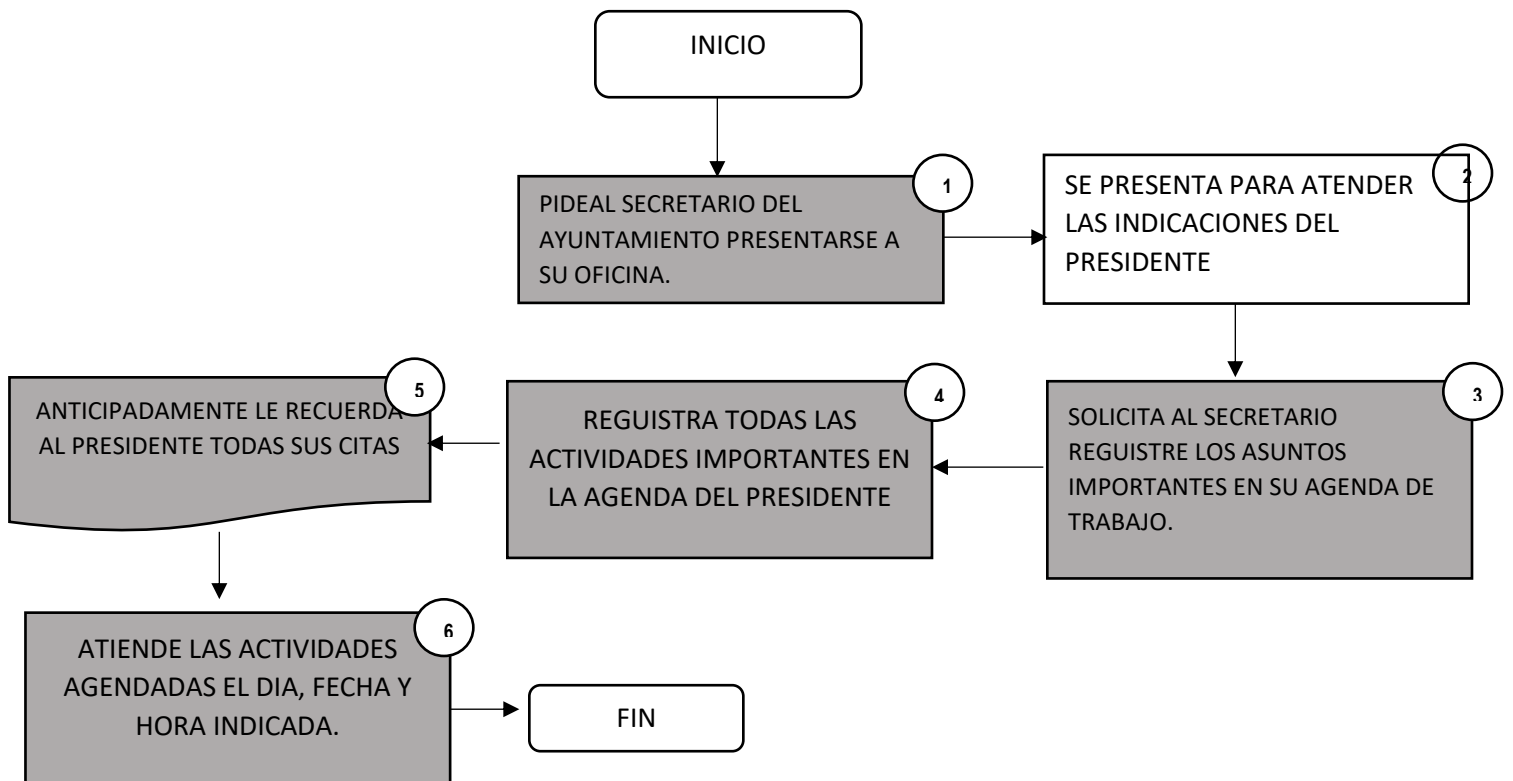 INICIO
1
PIDEAL SECRETARIO DEL
AYUNTAMIENTO PRESENTARSE A
SU OFICINA.
2
SE PRESENTA PARA ATENDER
LAS INDICACIONES DEL
PRESIDENTE
3
SOLICITA AL SECRETARIO
REGUISTRE LOS ASUNTOS
IMPORTANTES EN SU AGENDA DE
TRABAJO.
4
REGUISTRA TODAS LAS
ACTIVIDADES IMPORTANTES EN
LA AGENDA DEL PRESIDENTE
5
ANTICIPADAMENTE LE RECUERDA
AL PRESIDENTE TODAS SUS CITAS
6
ATIENDE LAS ACTIVIDADES
AGENDADAS EL DIA, FECHA Y
HORA INDICADA.
FIN